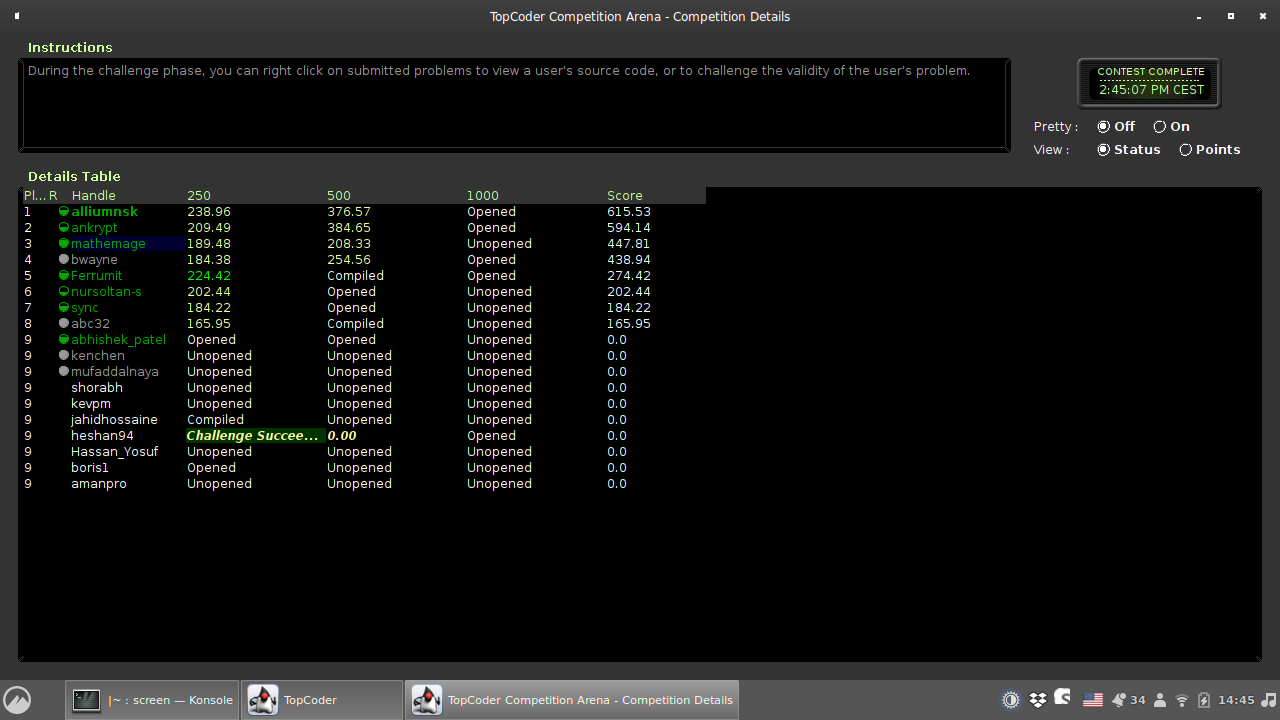 TopCoder Competition Arena - Competition Details
Instructions
During the challenge phase, you can right click on submitted problems to view a user's source code, or to challenge the validity of the user's problem.
CONTEST COMPLETE
2:45:07 PM CEST
Pretty : Off On
View : Status Points
Details Table
Pl... R Handle 250 500 1000 Score
1 alliumnsk 238.96 376.57 Opened 615.53
2 ankrypt 209.49 384.65 Opened 594.14
3 mathemage 189.48 208.33 Unopened 447.81
4 bwayne 184.38 254.56 Opened 438.94
5 Ferrumit 224.42 Compiled Opened 274.42
6 nursoltan-s 202.44 Opened Unopened 202.44
7 sync 184.22 Opened Unopened 184.22
8 abc32 165.95 Compiled Unopened 165.95
9 abhishek_patel Opened Opened Unopened 0.0
9 kenchen Unopened Unopened Unopened 0.0
9 mufaddalnaya Unopened Unopened Unopened 0.0
9 shorabh Unopened Unopened Unopened 0.0
9 kevpm Unopened Unopened Unopened 0.0
9 jahidhossaine Compiled Unopened Unopened 0.0
9 heshan94 Challenge Succee... 0.00 Opened 0.0
9 Hassan_Yosuf Unopened Unopened Unopened 0.0
9 boris1 Opened Unopened Unopened 0.0
9 amanpro Unopened Unopened Unopened 0.0
|~ : screen — Konsole TopCoder TopCoder Competition Arena - Competition Details 34 14:45